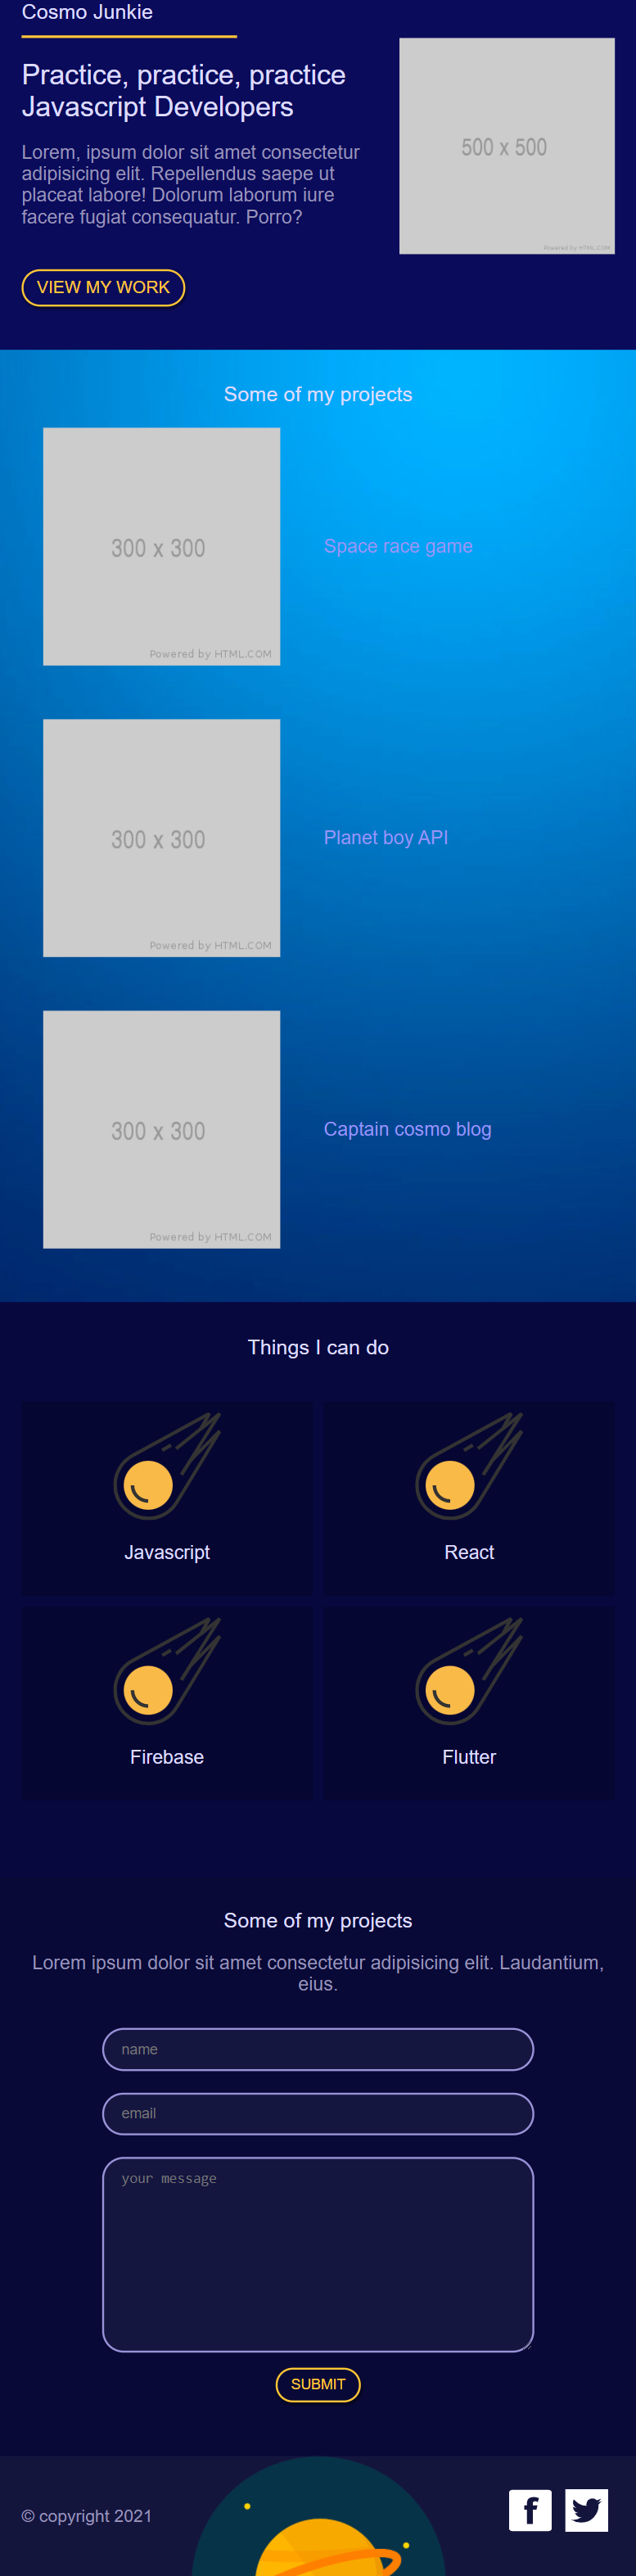 Cosmo Junkie
Practice, practice, practice
Javascript Developers
Lorem, ipsum dolor sit amet consectetur
adipisicing elit. Repellendus saepe ut
placeat labore! Dolorum laborum iure
facere fugiat consequatur. Porro?
500 x 500
Powered by HTML.COM
VIEW MY WORK
Some of my projects
300 x 300
Powered by HTML.COM
Space race game
300 x 300
Powered by HTML.COM
Planet boy API
300 x 300
Powered by HTML.COM
Captain cosmo blog
Things I can do
Javascript
React
Firebase
Flutter
Some of my projects
Lorem ipsum dolor sit amet consectetur adipisicing elit. Laudantium,
eius.
name
email
your message
SUBMIT
© copyright 2021